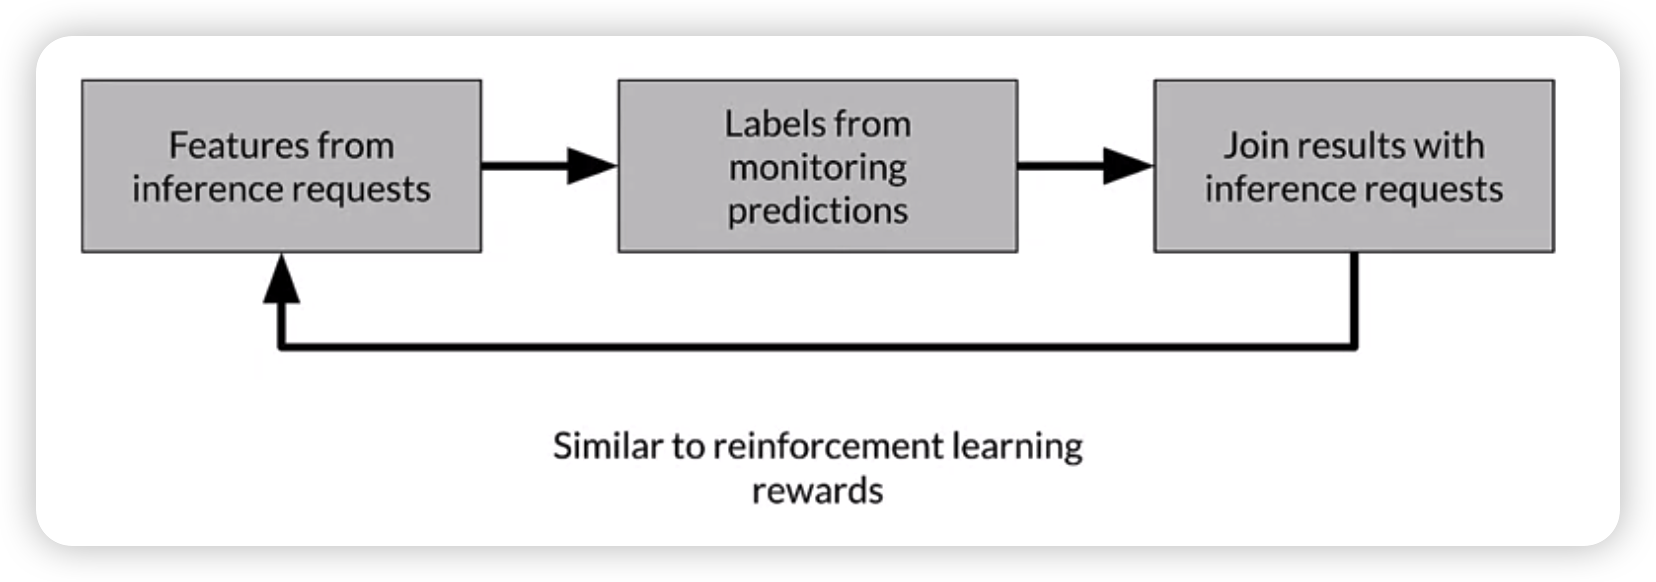 Features from
inference requests
Labels from
monitoring
predictions
Join results with
inference requests
Similar to reinforcement learning
rewards